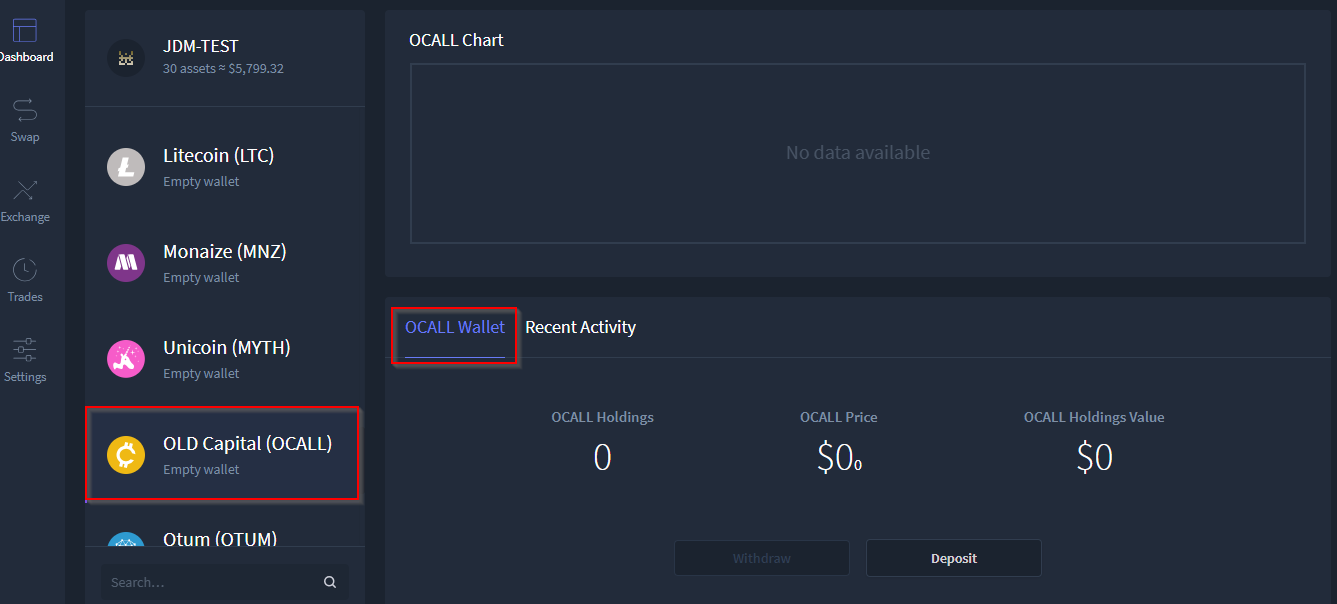 Dashboard
Swap
Exchange
Trades
Settings
JDM-TEST
30 assets ≈ $5,799.32
Litecoin (LTC)
Empty wallet
Monaize (MNZ)
Empty wallet
Unicoin (MYTH)
Empty wallet
OLD Capital (OCALL)
Empty wallet
Otum (OTUM)
Search...
OCALL Chart
No data available
OCALL Wallet Recent Activity
OCALL Holdings OCALL Price OCALL Holdings Value
0 $0₀ $0
Withdraw Deposit